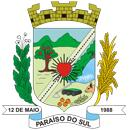 12 DE MAIO
PARAÍSO DO SUL
1988